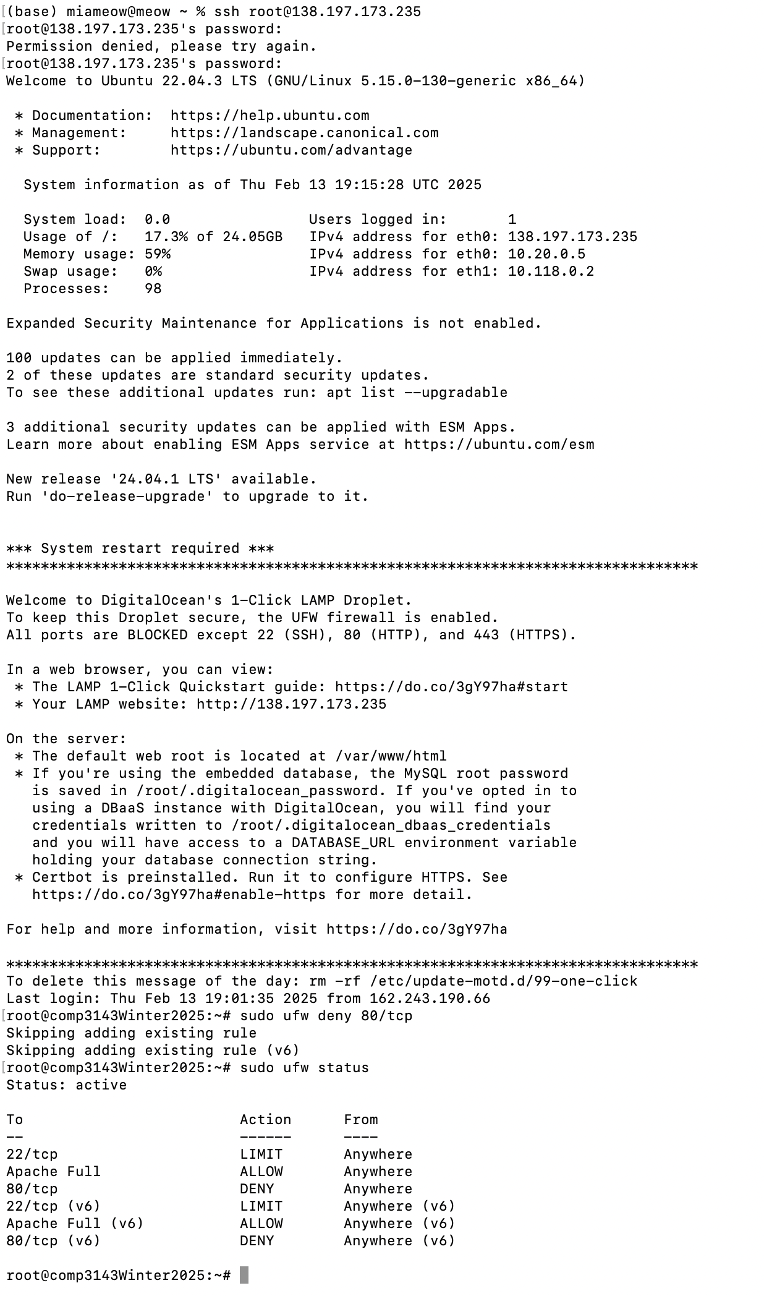 (base) miameow@meow ~ % ssh root@138.197.173.235
[root@138.197.173.235's password:
Permission denied, please try again.
[root@138.197.173.235's password:
Welcome to Ubuntu 22.04.3 LTS (GNU/Linux 5.15.0-130-generic x86_64)

 * Documentation:  https://help.ubuntu.com
 * Management:     https://landscape.canonical.com
 * Support:        https://ubuntu.com/advantage

  System information as of Thu Feb 13 19:15:28 UTC 2025

  System load:  0.0                Users logged in:       1
  Usage of /:   17.3% of 24.05GB   IPv4 address for eth0: 138.197.173.235
  Memory usage: 59%                IPv4 address for eth0: 10.20.0.5
  Swap usage:   0%                 IPv4 address for eth1: 10.118.0.2
  Processes:    98

Expanded Security Maintenance for Applications is not enabled.

100 updates can be applied immediately.
2 of these updates are standard security updates.
To see these additional updates run: apt list --upgradable

3 additional security updates can be applied with ESM Apps.
Learn more about enabling ESM Apps service at https://ubuntu.com/esm

New release '24.04.1 LTS' available.
Run 'do-release-upgrade' to upgrade to it.


*** System restart required ***
********************************************************************************

Welcome to DigitalOcean's 1-Click LAMP Droplet.
To keep this Droplet secure, the UFW firewall is enabled.
All ports are BLOCKED except 22 (SSH), 80 (HTTP), and 443 (HTTPS).

In a web browser, you can view:
 * The LAMP 1-Click Quickstart guide: https://do.co/3gY97ha#start
 * Your LAMP website: http://138.197.173.235

On the server:
 * The default web root is located at /var/www/html
 * If you're using the embedded database, the MySQL root password
   is saved in /root/.digitalocean_password. If you've opted in to
   using a DBaaS instance with DigitalOcean, you will find your
   credentials written to /root/.digitalocean_dbaas_credentials
   and you will have access to a DATABASE_URL environment variable
   holding your database connection string.
 * Certbot is preinstalled. Run it to configure HTTPS. See
   https://do.co/3gY97ha#enable-https for more detail.

For help and more information, visit https://do.co/3gY97ha

********************************************************************************
To delete this message of the day: rm -rf /etc/update-motd.d/99-one-click
Last login: Thu Feb 13 19:01:35 2025 from 162.243.190.66
[root@comp3143Winter2025:~# sudo ufw deny 80/tcp
Skipping adding existing rule
Skipping adding existing rule (v6)
[root@comp3143Winter2025:~# sudo ufw status
Status: active

To                         Action      From
--                         ------      ----
22/tcp                     LIMIT       Anywhere
Apache Full                ALLOW       Anywhere
80/tcp                     DENY        Anywhere
22/tcp (v6)                LIMIT       Anywhere (v6)
Apache Full (v6)           ALLOW       Anywhere (v6)
80/tcp (v6)                DENY        Anywhere (v6)

root@comp3143Winter2025:~#